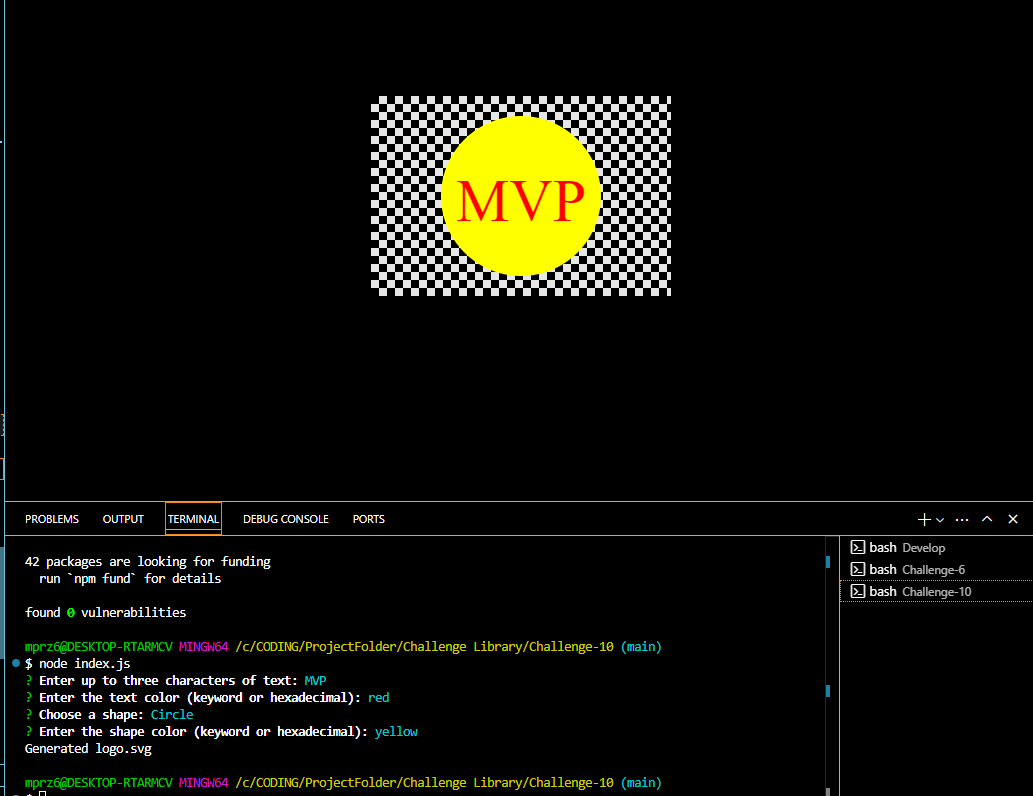 MVP
PROBLEMS OUTPUT TERMINAL DEBUG CONSOLE PORTS
bash Develop
bash Challenge-6
bash Challenge-10
42 packages are looking for funding
run `npm fund` for details
found 0 vulnerabilities
mprz6@DESKTOP-RTARMCV MINGW64 /c/CODING/ProjectFolder/Challenge Library/Challenge-10 (main)
$ node index.js
? Enter up to three characters of text: MVP
? Enter the text color (keyword or hexadecimal): red
? Choose a shape: Circle
? Enter the shape color (keyword or hexadecimal): yellow
Generated logo.svg
mprz6@DESKTOP-RTARMCV MINGW64 /c/CODING/ProjectFolder/Challenge Library/Challenge-10 (main)
$